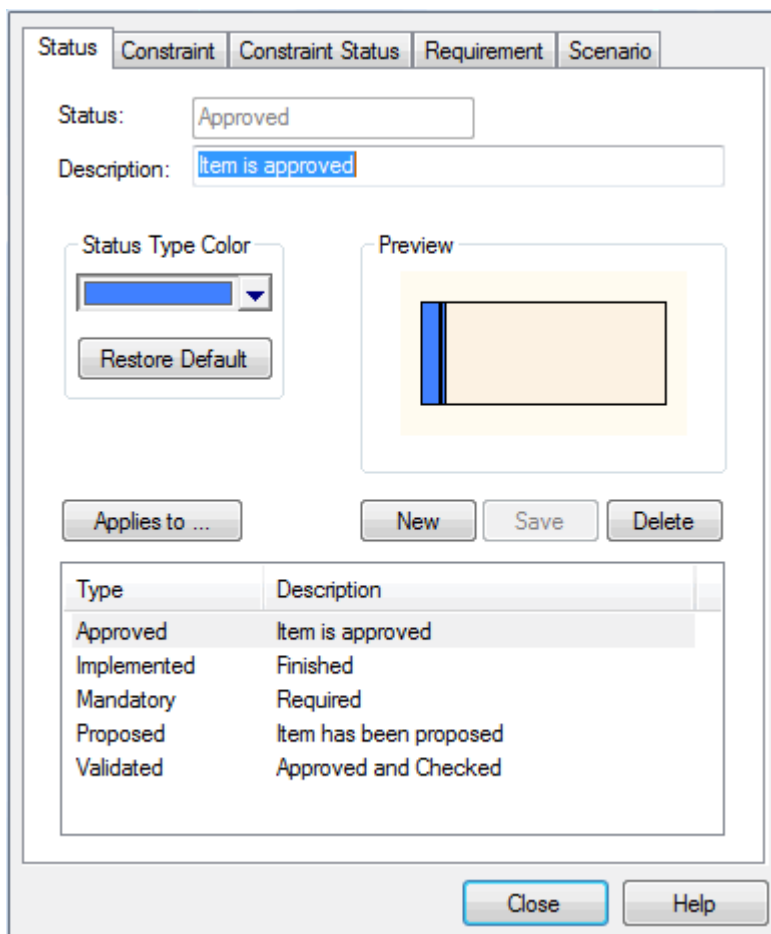 Status Constraint Constraint Status Requirement Scenario
Status: Approved
Description: Item is approved
Status Type Color Preview
Restore Default
Applies to ... New Save Delete
Type Description
Approved Item is approved
Implemented Finished
Mandatory Required
Proposed Item has been proposed
Validated Approved and Checked
Close Help